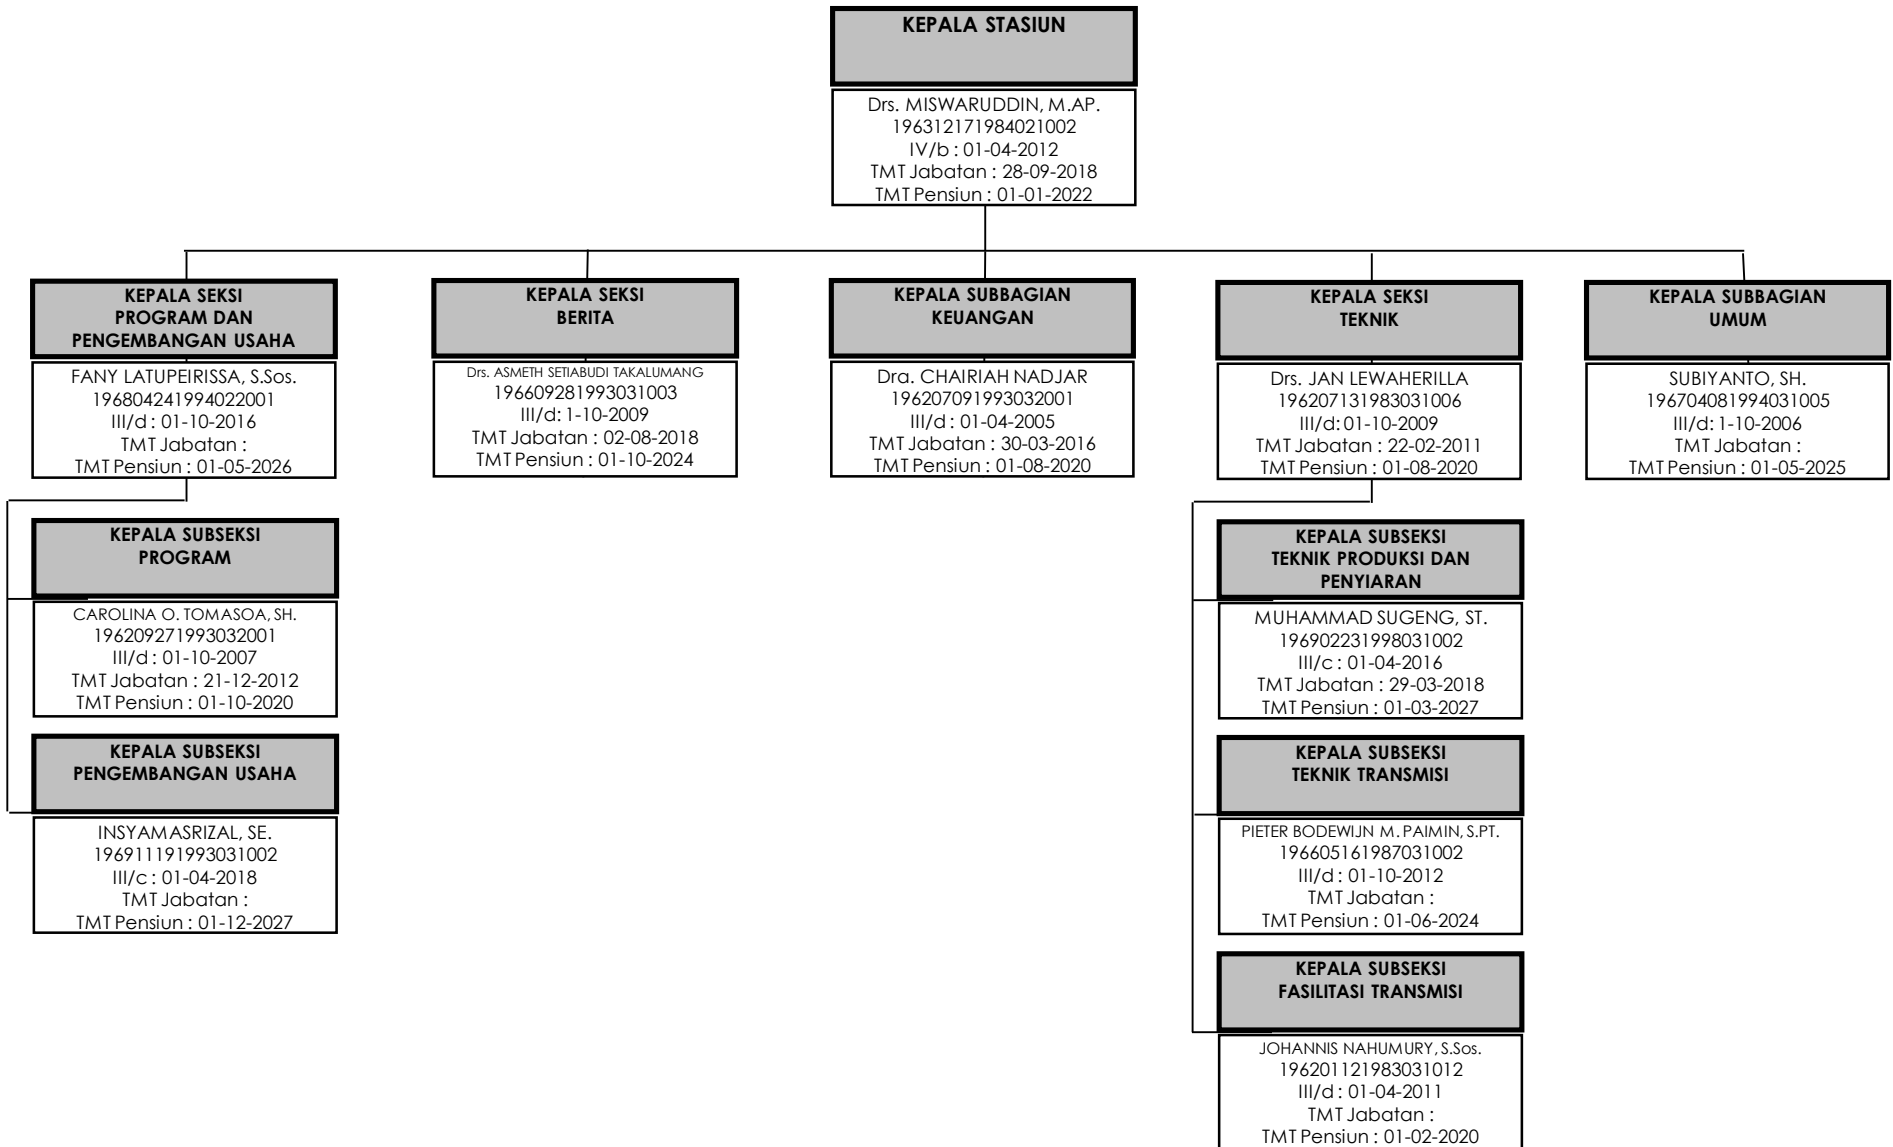 KEPALA STASIUN
Drs. MISWARUDDIN, M.AP.
196312171984021002
IV/b : 01-04-2012
TMT Jabatan : 28-09-2018
TMT Pensiun : 01-01-2022
KEPALA SEKSI
PROGRAM DAN
PENGEMBANGAN USAHA
FANY LATUPEIRISSA, S.Sos.
196804241994022001
III/d : 01-10-2016
TMT Jabatan :
TMT Pensiun : 01-05-2026
KEPALA SEKSI
BERITA
Drs. ASMETH SETIABUDI TAKALUMANG
196609281993031003
III/d: 1-10-2009
TMT Jabatan : 02-08-2018
TMT Pensiun : 01-10-2024
KEPALA SUBBAGIAN
KEUANGAN
Dra. CHAIRIAH NADJAR
196207091993032001
III/d : 01-04-2005
TMT Jabatan : 30-03-2016
TMT Pensiun : 01-08-2020
KEPALA SEKSI
TEKNIK
Drs. JAN LEWAHERILLA
196207131983031006
III/d: 01-10-2009
TMT Jabatan : 22-02-2011
TMT Pensiun : 01-08-2020
KEPALA SUBBAGIAN
UMUM
SUBIYANTO, SH.
196704081994031005
III/d: 1-10-2006
TMT Jabatan :
TMT Pensiun : 01-05-2025
KEPALA SUBSEKSI
PROGRAM
CAROLINA O. TOMASOA, SH.
196209271993032001
III/d : 01-10-2007
TMT Jabatan : 21-12-2012
TMT Pensiun : 01-10-2020
KEPALA SUBSEKSI
PENGEMBANGAN USAHA
INSYAMASRIZAL, SE.
196911191993031002
III/c : 01-04-2018
TMT Jabatan :
TMT Pensiun : 01-12-2027
KEPALA SUBSEKSI
TEKNIK PRODUKSI DAN
PENYIARAN
MUHAMMAD SUGENG, ST.
196902231998031002
III/c : 01-04-2016
TMT Jabatan : 29-03-2018
TMT Pensiun : 01-03-2027
KEPALA SUBSEKSI
TEKNIK TRANSMISI
PIETER BODEWIJN M. PAIMIN, S.PT.
196605161987031002
III/d : 01-10-2012
TMT Jabatan :
TMT Pensiun : 01-06-2024
KEPALA SUBSEKSI
FASILITASI TRANSMISI
JOHANNIS NAHUMURY, S.Sos.
196201121983031012
III/d : 01-04-2011
TMT Jabatan :
TMT Pensiun : 01-02-2020